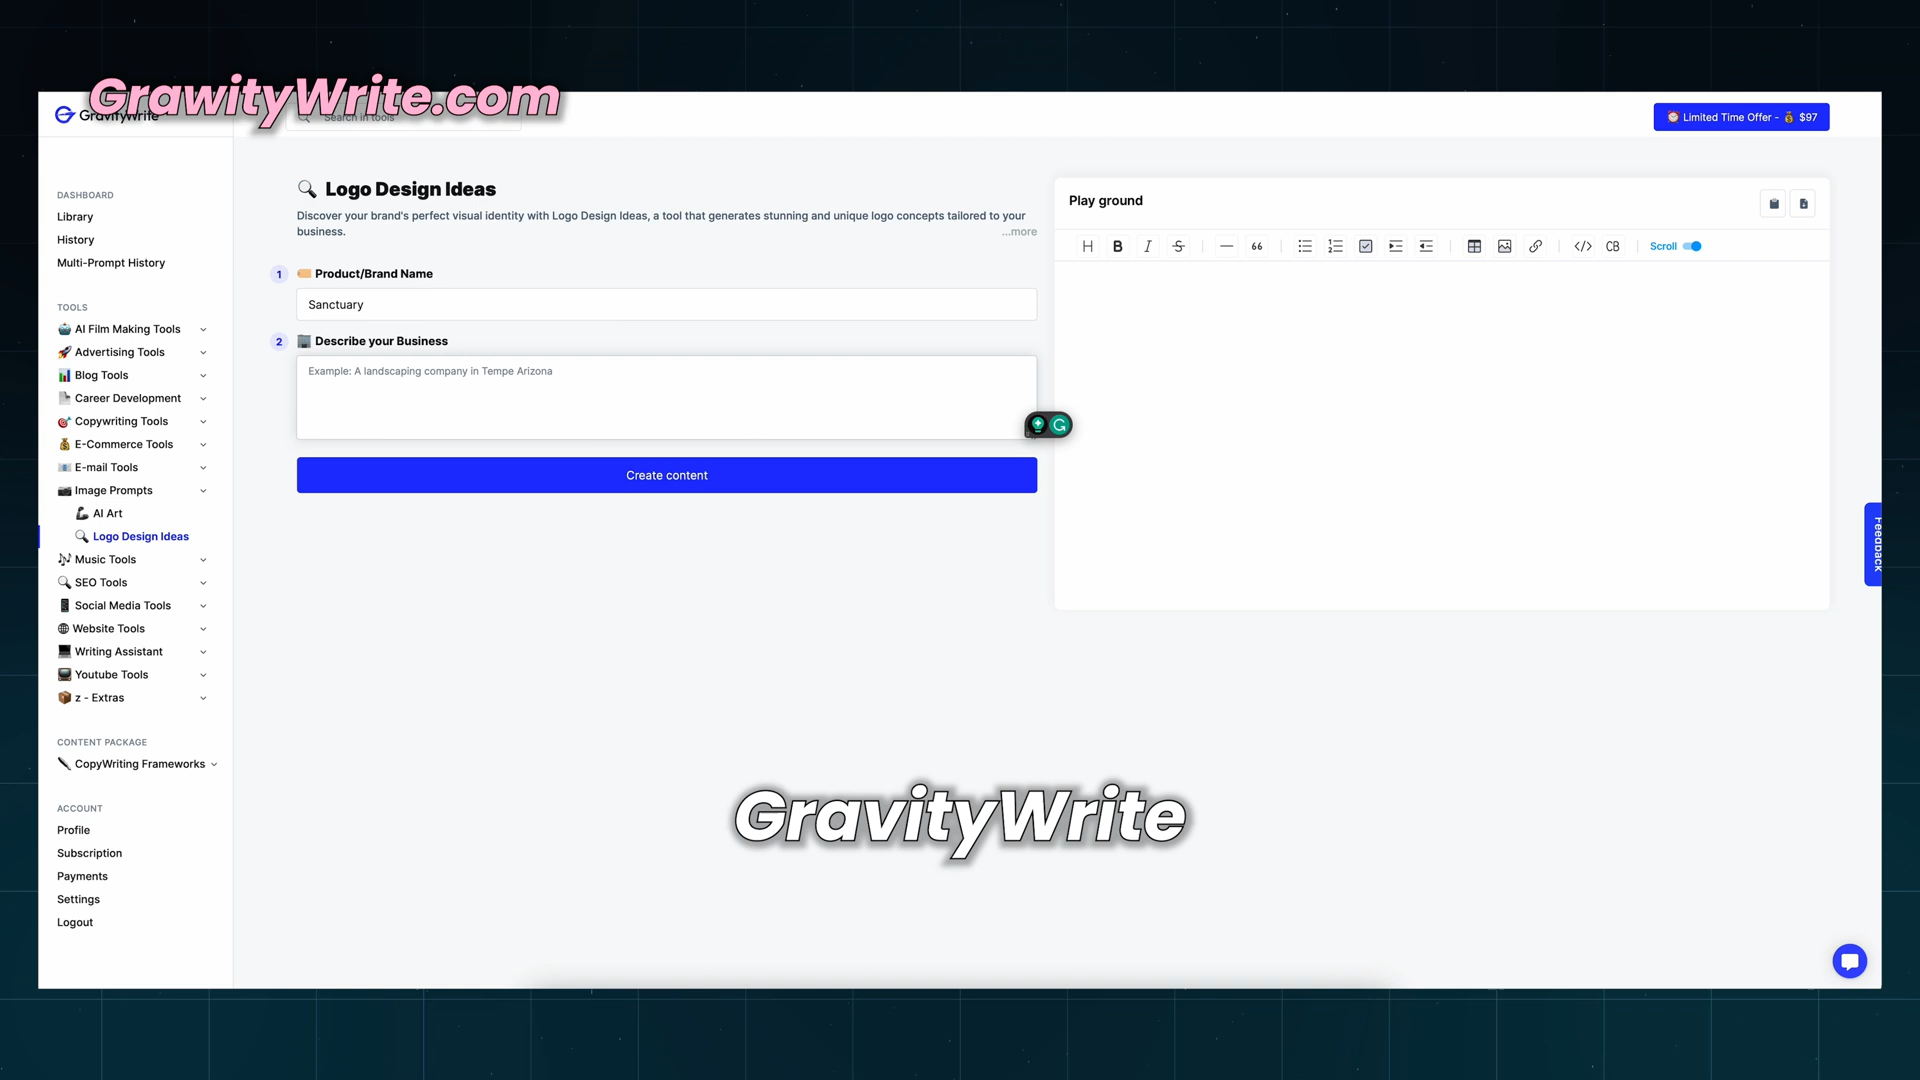 GrawityWrite.com
GravityWrite
Search in tools
⏰ Limited Time Offer - 💰 $97
DASHBOARD
Library
History
Multi-Prompt History
TOOLS
AI Film Making Tools
Advertising Tools
Blog Tools
Career Development
Copywriting Tools
E-Commerce Tools
E-mail Tools
Image Prompts
AI Art
Logo Design Ideas
Music Tools
SEO Tools
Social Media Tools
Website Tools
Writing Assistant
Youtube Tools
z - Extras
CONTENT PACKAGE
CopyWriting Frameworks
ACCOUNT
Profile
Subscription
Payments
Settings
Logout
Logo Design Ideas
Discover your brand's perfect visual identity with Logo Design Ideas, a tool that generates stunning and unique logo concepts tailored to your
business.
...more
1 Product/Brand Name
Sanctuary
2 Describe your Business
Example: A landscaping company in Tempe Arizona
Create content
Play ground
H B I S 66 </> CB Scroll
Feedback
GravityWrite